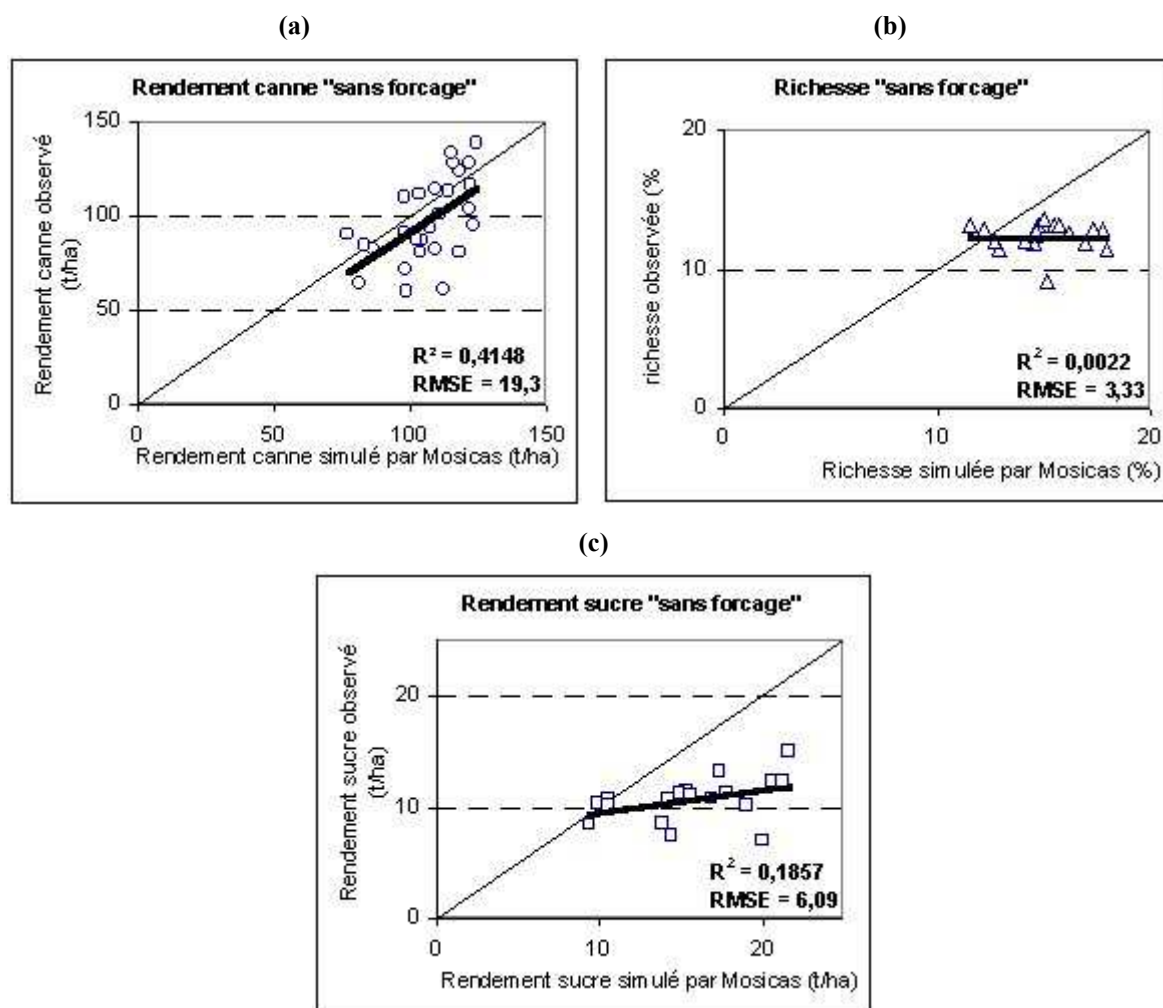 (a)
Rendement canne "sans forcage"
Rendement canne observé
(t/ha)
150
100
50
0
R² = 0,4148
RMSE = 19,3
0 50 100 150
Rendement canne simulé par Mosicas (t/ha)
(b)
Richesse "sans forcage"
richesse observée (%
20
10
0
R² = 0,0022
RMSE = 3,33
0 10 20
Richesse simulée par Mosicas (%)
(c)
Rendement sucre "sans forcage"
Rendement sucre observé
(t/ha)
20
10
0
R² = 0,1857
RMSE = 6,09
0 10 20
Rendement sucre simulé par Mosicas (t/ha)